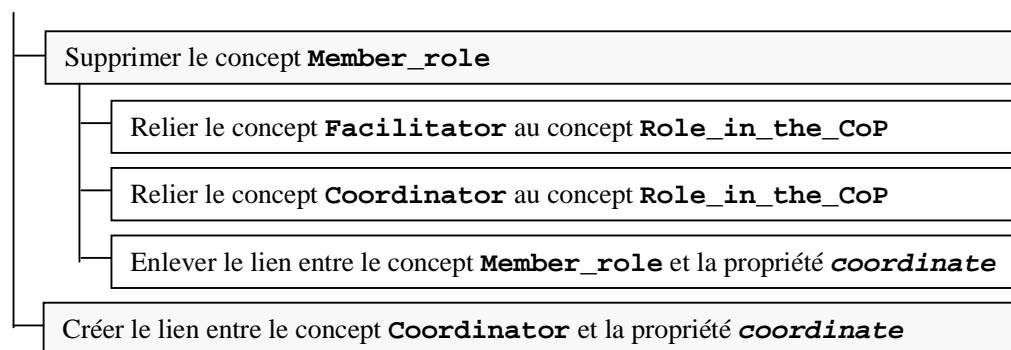 Supprimer le concept Member_role
Relier le concept Facilitator au concept Role_in_the_CoP
Relier le concept Coordinator au concept Role_in_the_CoP
Enlever le lien entre le concept Member_role et la propriété coordinate
Créer le lien entre le concept Coordinator et la propriété coordinate